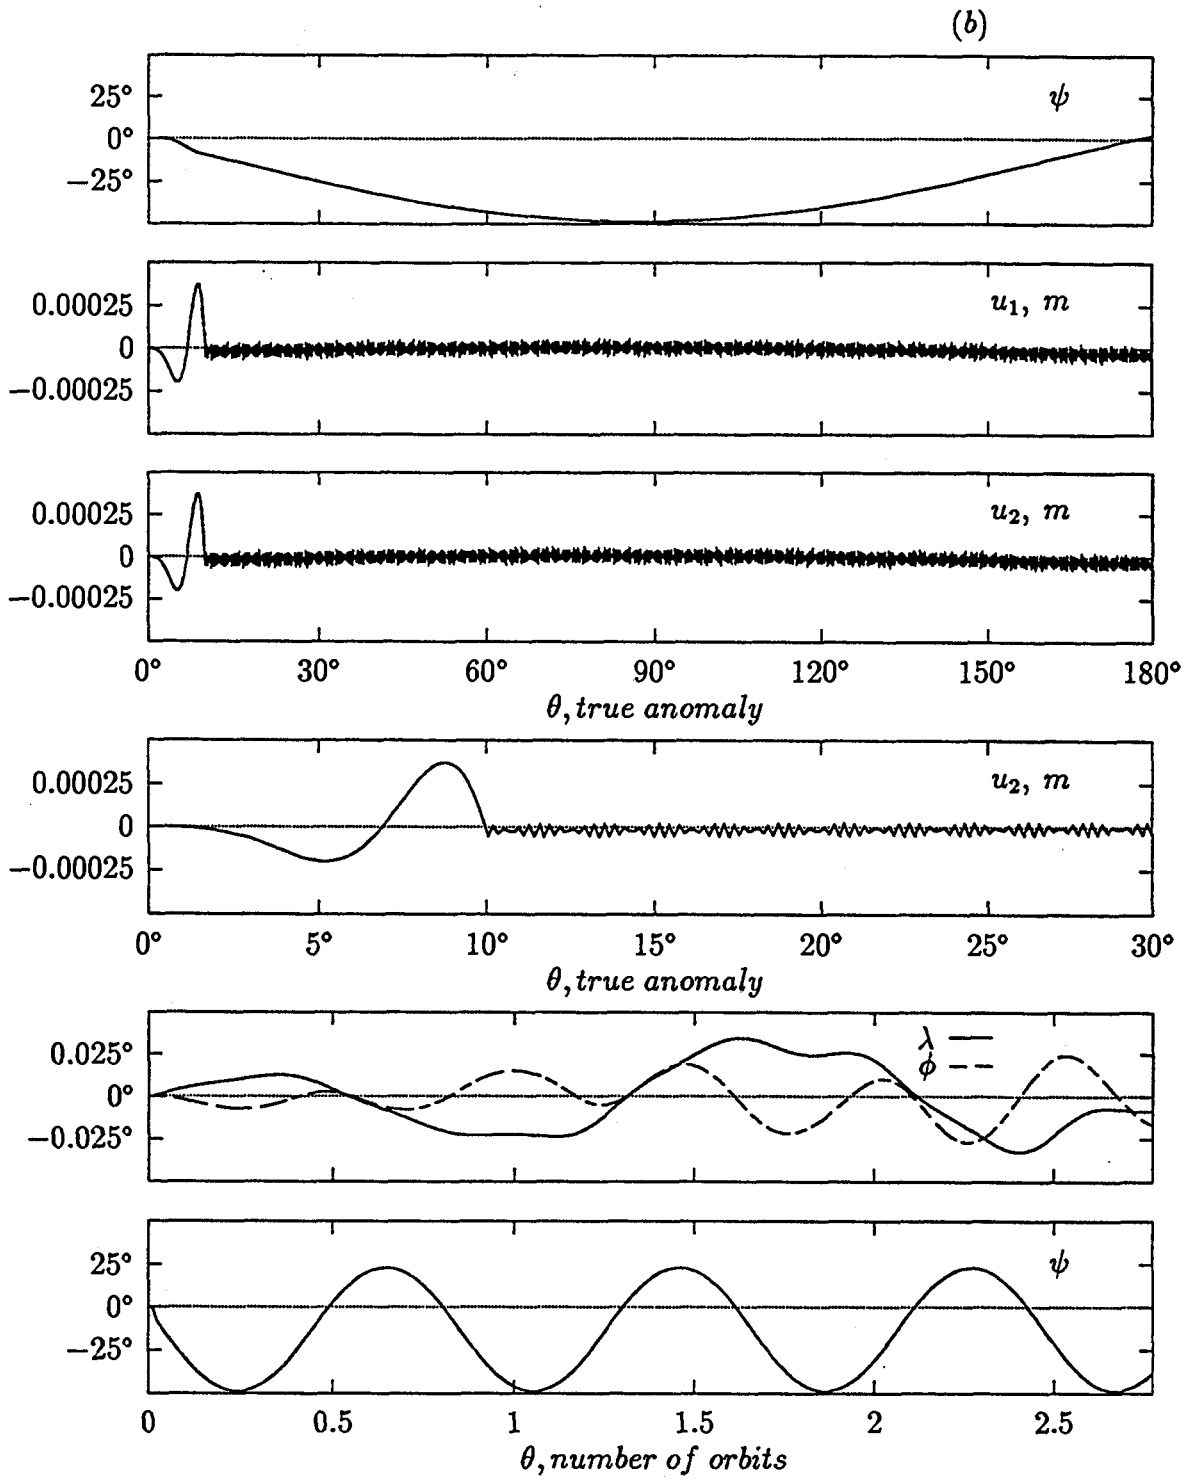 (b)
25°
ψ
0°
−25°
0.00025
u₁, m
0
−0.00025
0.00025
u₂, m
0
−0.00025
0° 30° 60° 90° 120° 150° 180°
θ, true anomaly
0.00025
u₂, m
0
−0.00025
0° 5° 10° 15° 20° 25° 30°
θ, true anomaly
λ
0.025°
ϕ
0°
−0.025°
25°
ψ
0°
−25°
0 0.5 1 1.5 2 2.5
θ, number of orbits